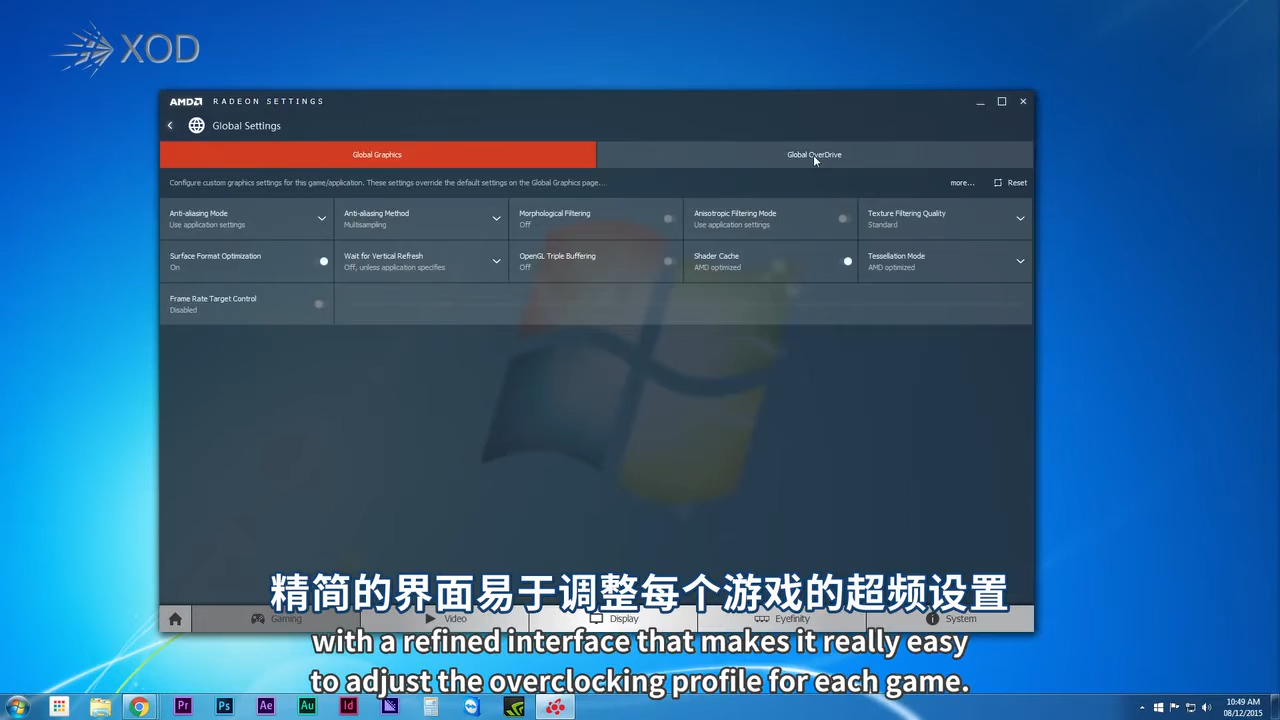 XOD
AMD RADEON SETTINGS
Global Settings
Global Graphics
Global OverDrive
Configure custom graphics settings for this game/application. These settings override the default settings on the Global Graphics page...
more...
Reset
Anti-aliasing Mode
Use application settings
Anti-aliasing Method
Multisampling
Morphological Filtering
Off
Anisotropic Filtering Mode
Use application settings
Texture Filtering Quality
Standard
Surface Format Optimization
On
Wait for Vertical Refresh
Off, unless application specifies
OpenGL Triple Buffering
Off
Shader Cache
AMD optimized
Tessellation Mode
AMD optimized
Frame Rate Target Control
Disabled
精简的界面易于调整每个游戏的超频设置
Gaming
Video
Display
Eyefinity
System
with a refined interface that makes it really easy
to adjust the overclocking profile for each game.
Pr
Ps
Ae
Au
Id
10:49 AM
08/12/2015